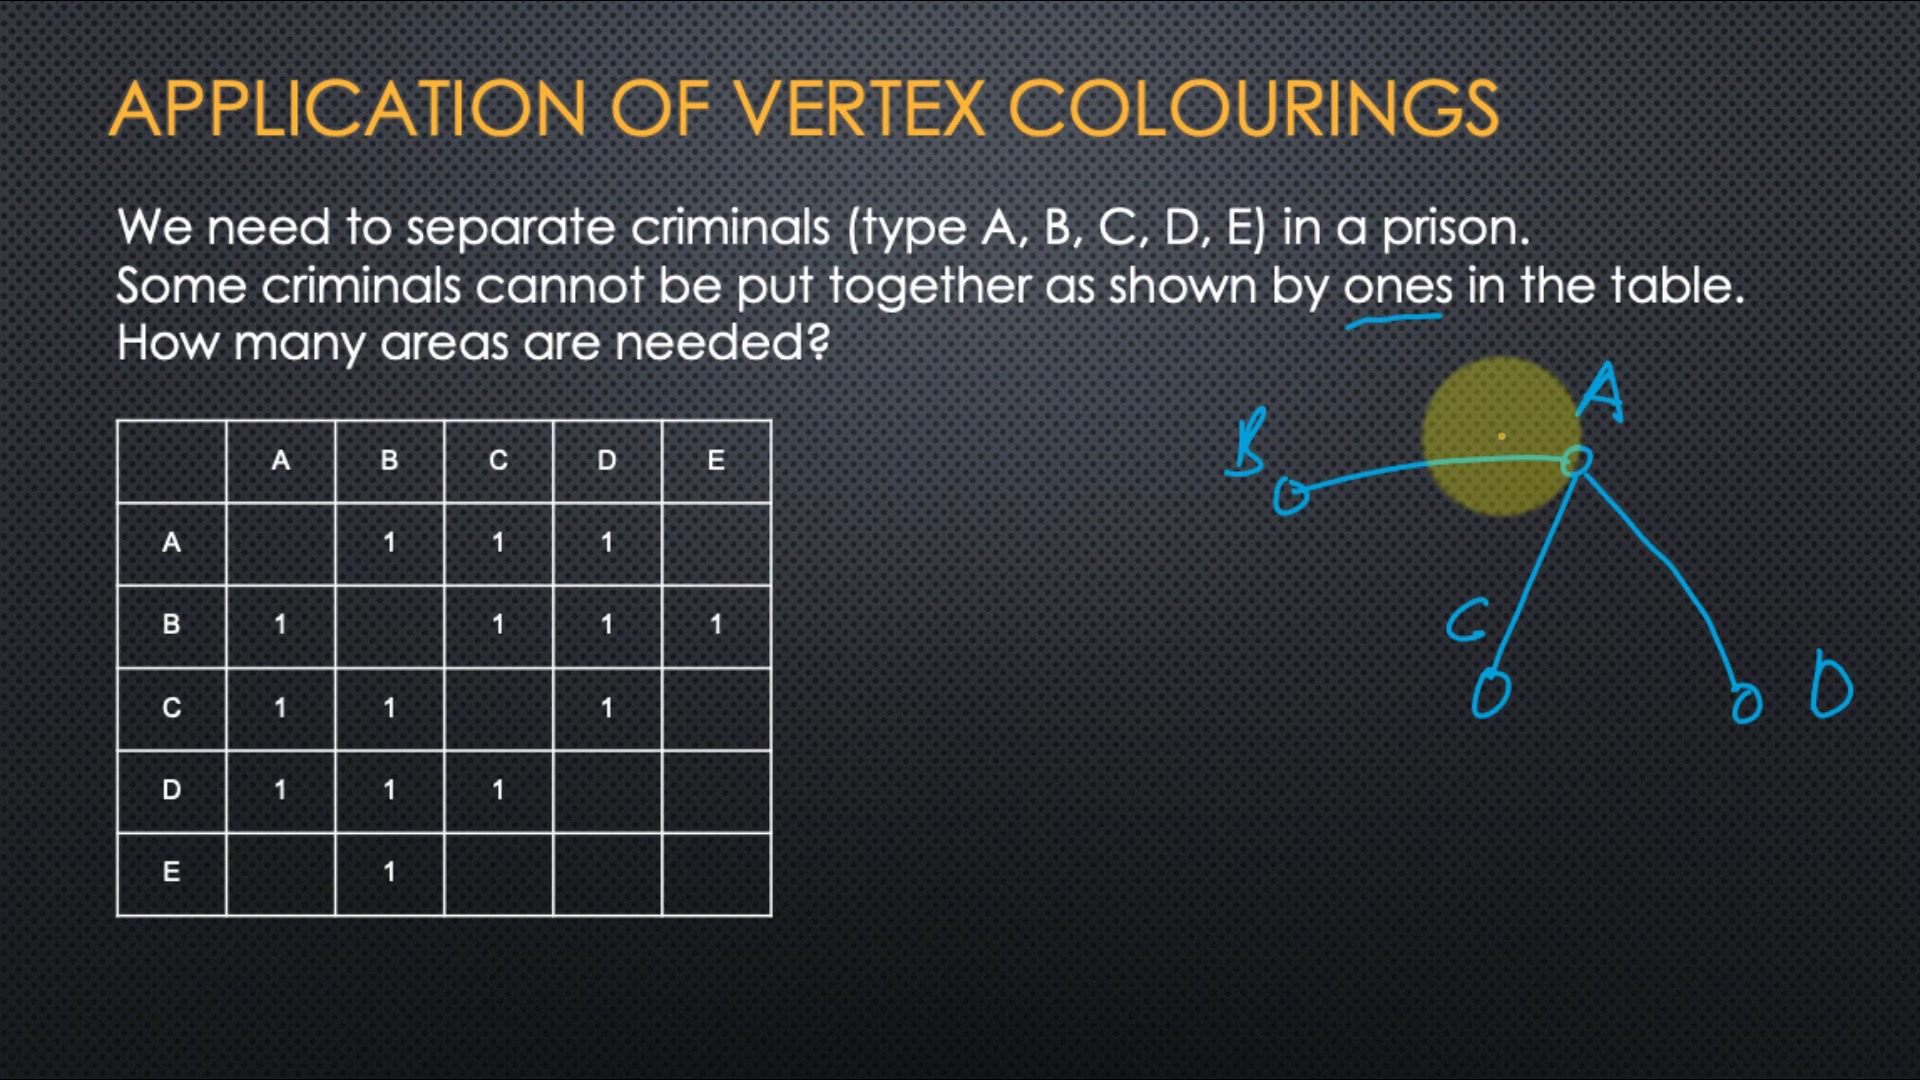 APPLICATION OF VERTEX COLOURINGS
We need to separate criminals (type A, B, C, D, E) in a prison.
Some criminals cannot be put together as shown by ones in the table.
How many areas are needed?
A B C D E
A 1 1 1
B 1 1 1 1
C 1 1 1
D 1 1 1
E 1
A
B
C
D